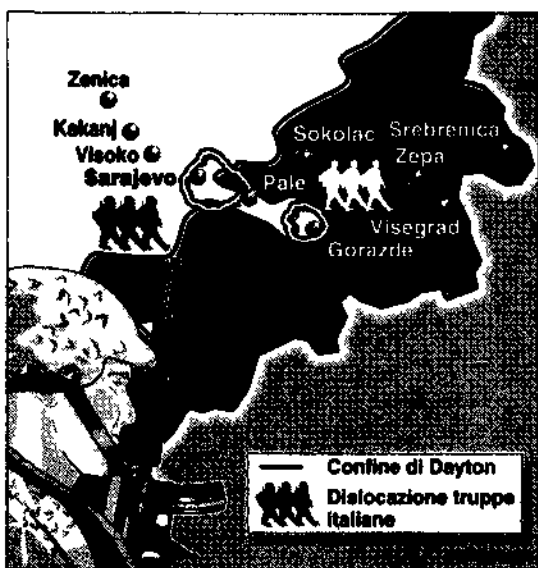 Zenica
Kakanj
Visoko
Sarajevo
Pale
Sokolac
Srebrenica
Zepa
Visegrad
Gorazde
Confine di Dayton
Dislocazione truppe
italiane